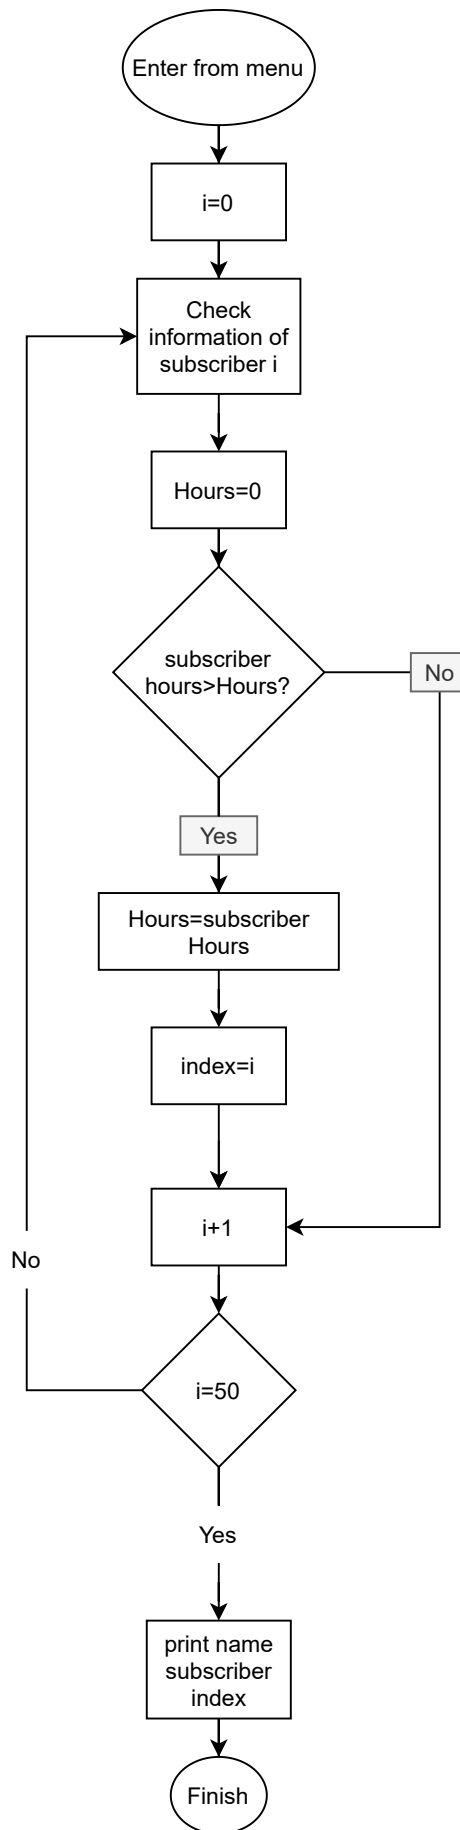 Enter from menu
i=0
Check
information of
subscriber i
Hours=0
subscriber
hours>Hours?
No
Yes
Hours=subscriber
Hours
index=i
i+1
No
i=50
Yes
print name
subscriber
index
Finish